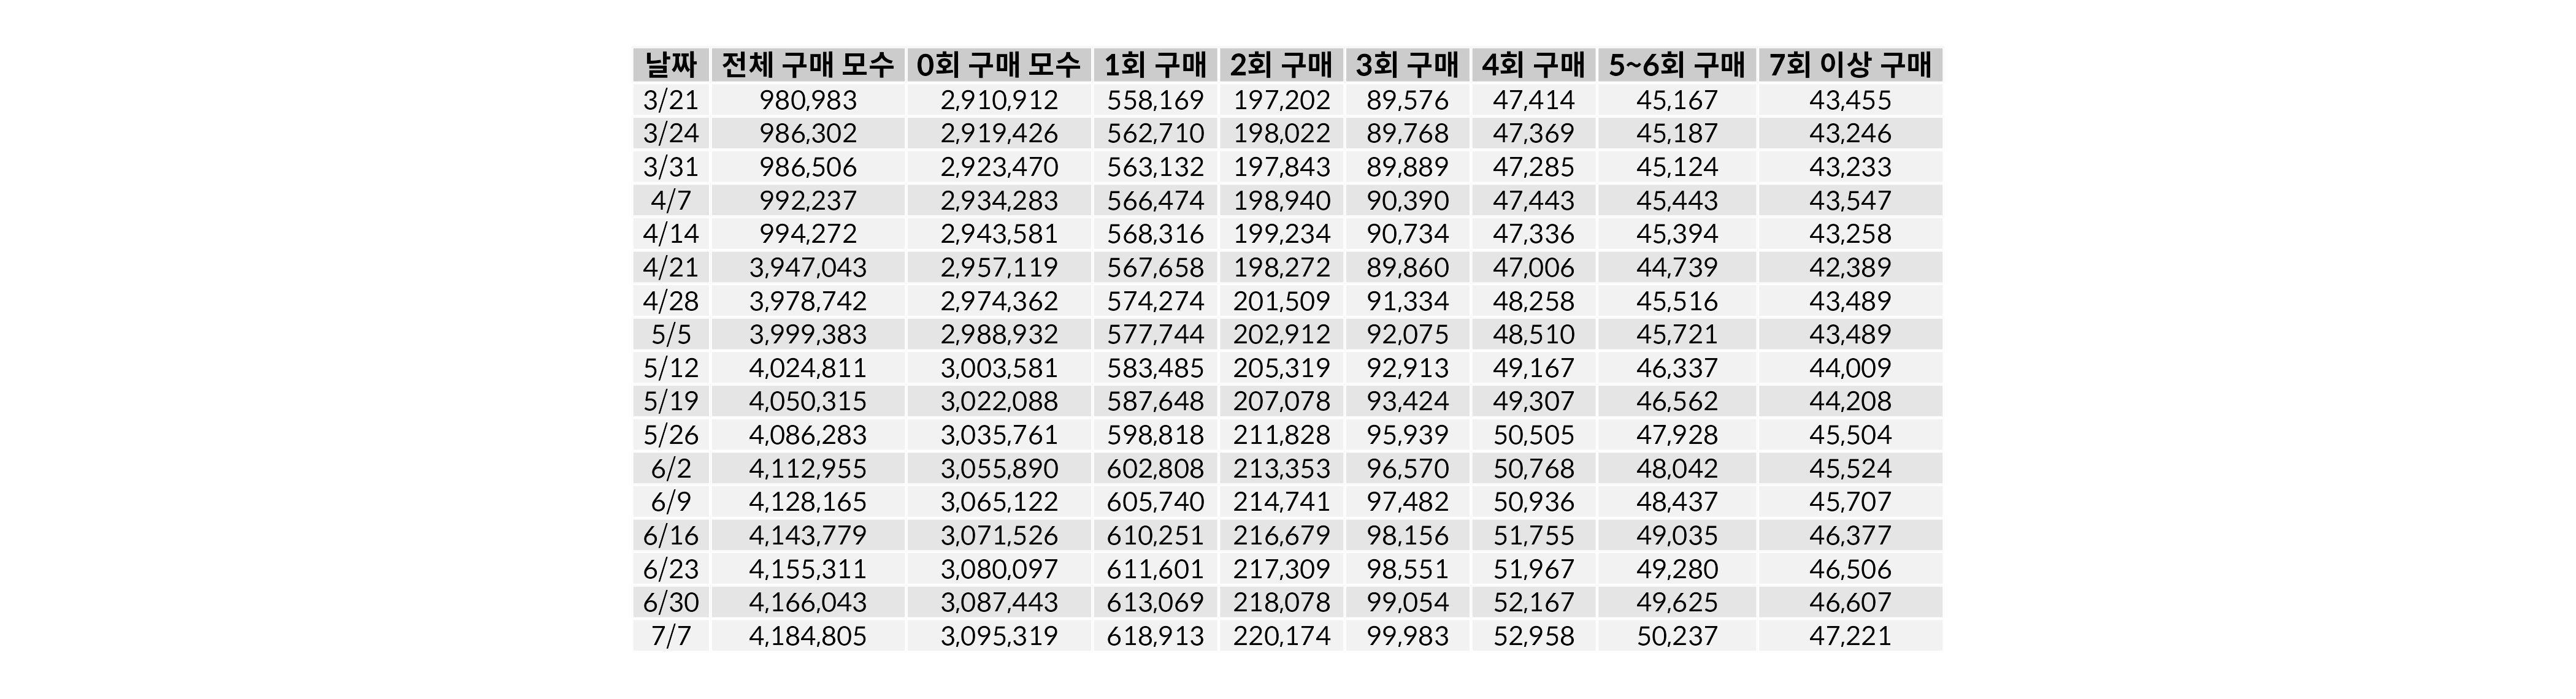 날짜 전체 구매 모수 0회 구매 모수 1회 구매 2회 구매 3회 구매 4회 구매 5~6회 구매 7회 이상 구매
3/21 980,983 2,910,912 558,169 197,202 89,576 47,414 45,167 43,455
3/24 986,302 2,919,426 562,710 198,022 89,768 47,369 45,187 43,246
3/31 986,506 2,923,470 563,132 197,843 89,889 47,285 45,124 43,233
4/7 992,237 2,934,283 566,474 198,940 90,390 47,443 45,443 43,547
4/14 994,272 2,943,581 568,316 199,234 90,734 47,336 45,394 43,258
4/21 3,947,043 2,957,119 567,658 198,272 89,860 47,006 44,739 42,389
4/28 3,978,742 2,974,362 574,274 201,509 91,334 48,258 45,516 43,489
5/5 3,999,383 2,988,932 577,744 202,912 92,075 48,510 45,721 43,489
5/12 4,024,811 3,003,581 583,485 205,319 92,913 49,167 46,337 44,009
5/19 4,050,315 3,022,088 587,648 207,078 93,424 49,307 46,562 44,208
5/26 4,086,283 3,035,761 598,818 211,828 95,939 50,505 47,928 45,504
6/2 4,112,955 3,055,890 602,808 213,353 96,570 50,768 48,042 45,524
6/9 4,128,165 3,065,122 605,740 214,741 97,482 50,936 48,437 45,707
6/16 4,143,779 3,071,526 610,251 216,679 98,156 51,755 49,035 46,377
6/23 4,155,311 3,080,097 611,601 217,309 98,551 51,967 49,280 46,506
6/30 4,166,043 3,087,443 613,069 218,078 99,054 52,167 49,625 46,607
7/7 4,184,805 3,095,319 618,913 220,174 99,983 52,958 50,237 47,221